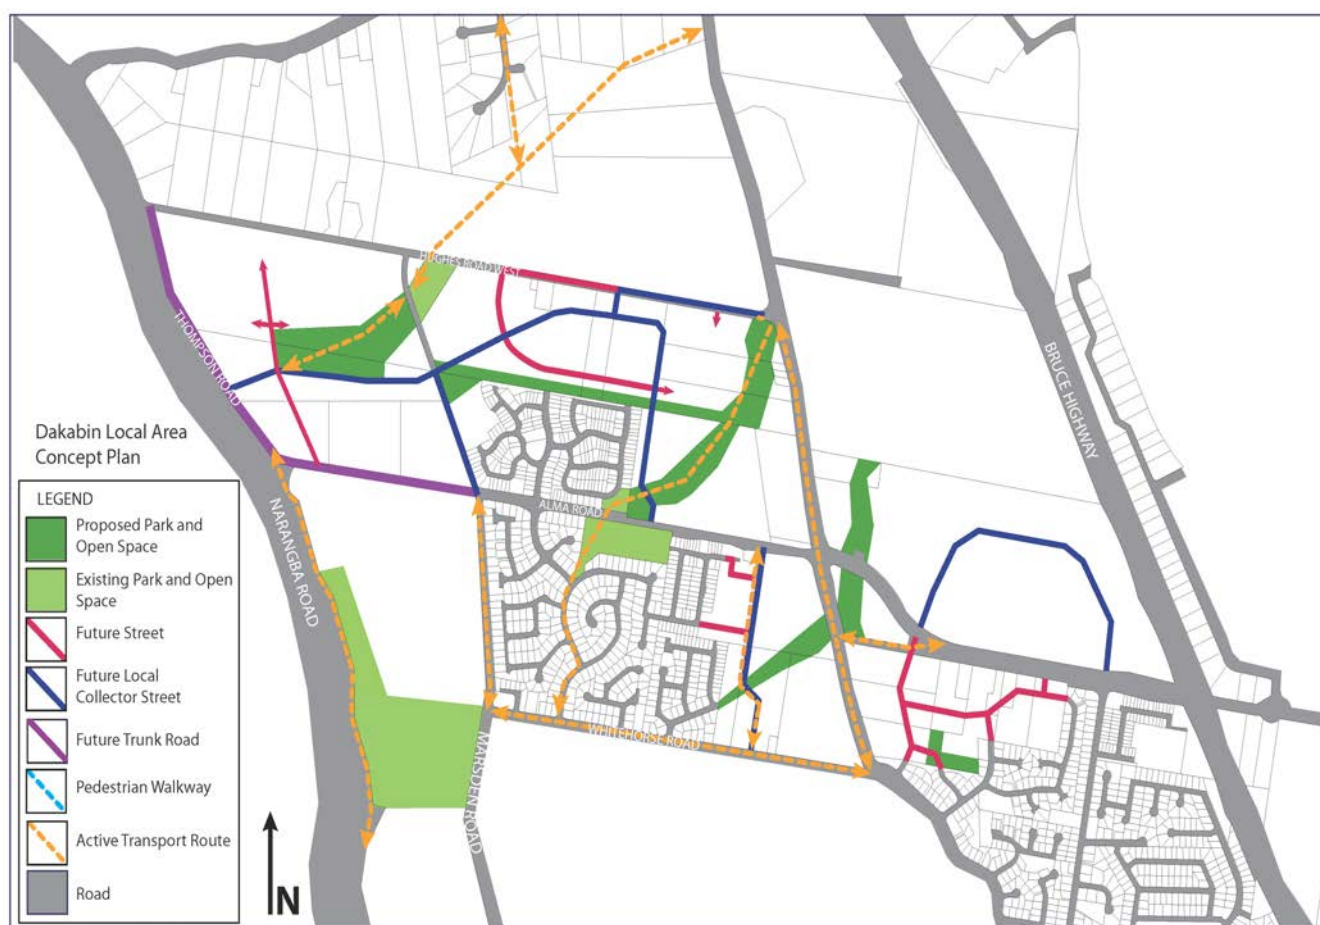 HUGHES ROAD WEST
THOMPSON ROAD
BRUCE HIGHWAY
Dakabin Local Area
Concept Plan
LEGEND
Proposed Park and
Open Space
Existing Park and Open
Space
Future Street
Future Local
Collector Street
Future Trunk Road
Pedestrian Walkway
Active Transport Route
Road
N
NARANGBA ROAD
ALMA ROAD
WHITEHORSE ROAD
MARSDEN ROAD